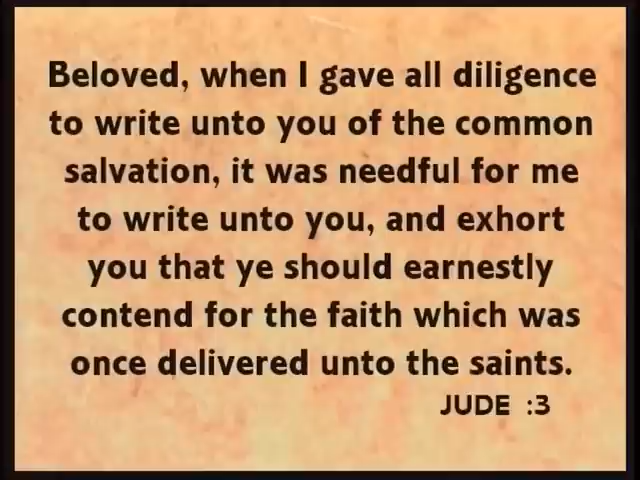 Beloved, when I gave all diligence
to write unto you of the common
salvation, it was needful for me
to write unto you, and exhort
you that ye should earnestly
contend for the faith which was
once delivered unto the saints.
JUDE :3